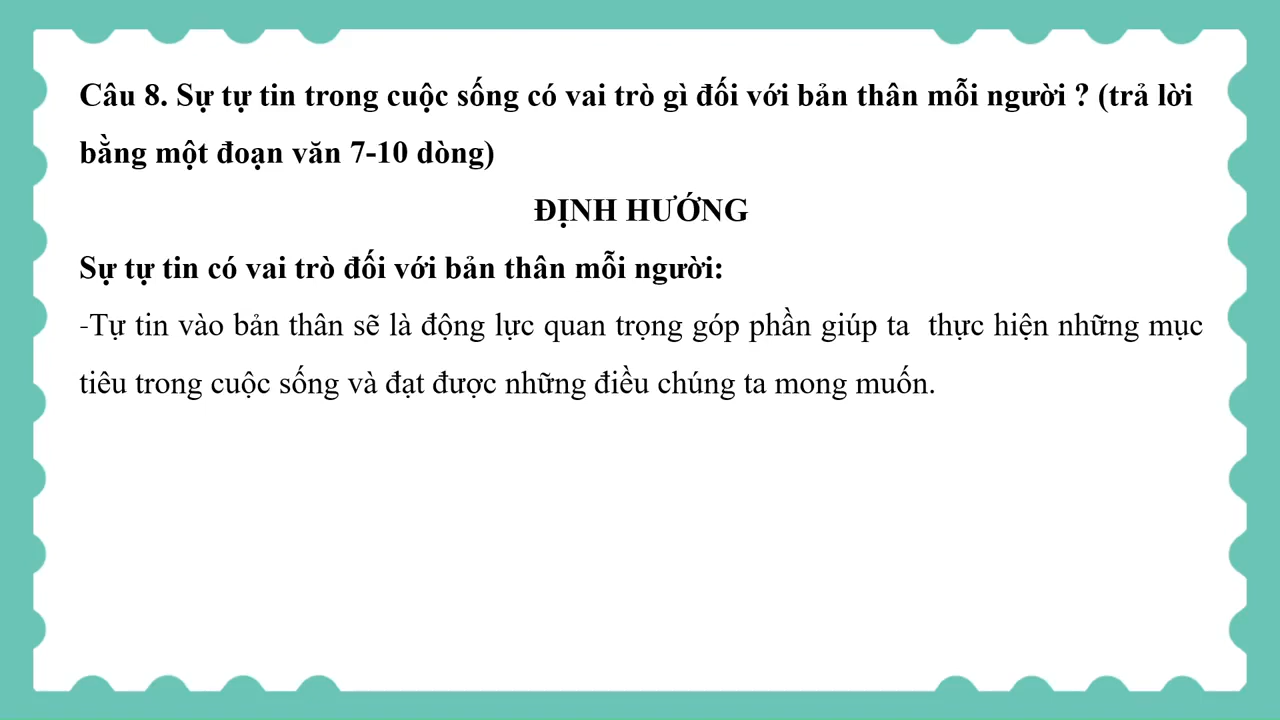 Câu 8. Sự tự tin trong cuộc sống có vai trò gì đối với bản thân mỗi người ? (trả lời
bằng một đoạn văn 7-10 dòng)
ĐỊNH HƯỚNG
Sự tự tin có vai trò đối với bản thân mỗi người:
-Tự tin vào bản thân sẽ là động lực quan trọng góp phần giúp ta  thực hiện những mục
tiêu trong cuộc sống và đạt được những điều chúng ta mong muốn.